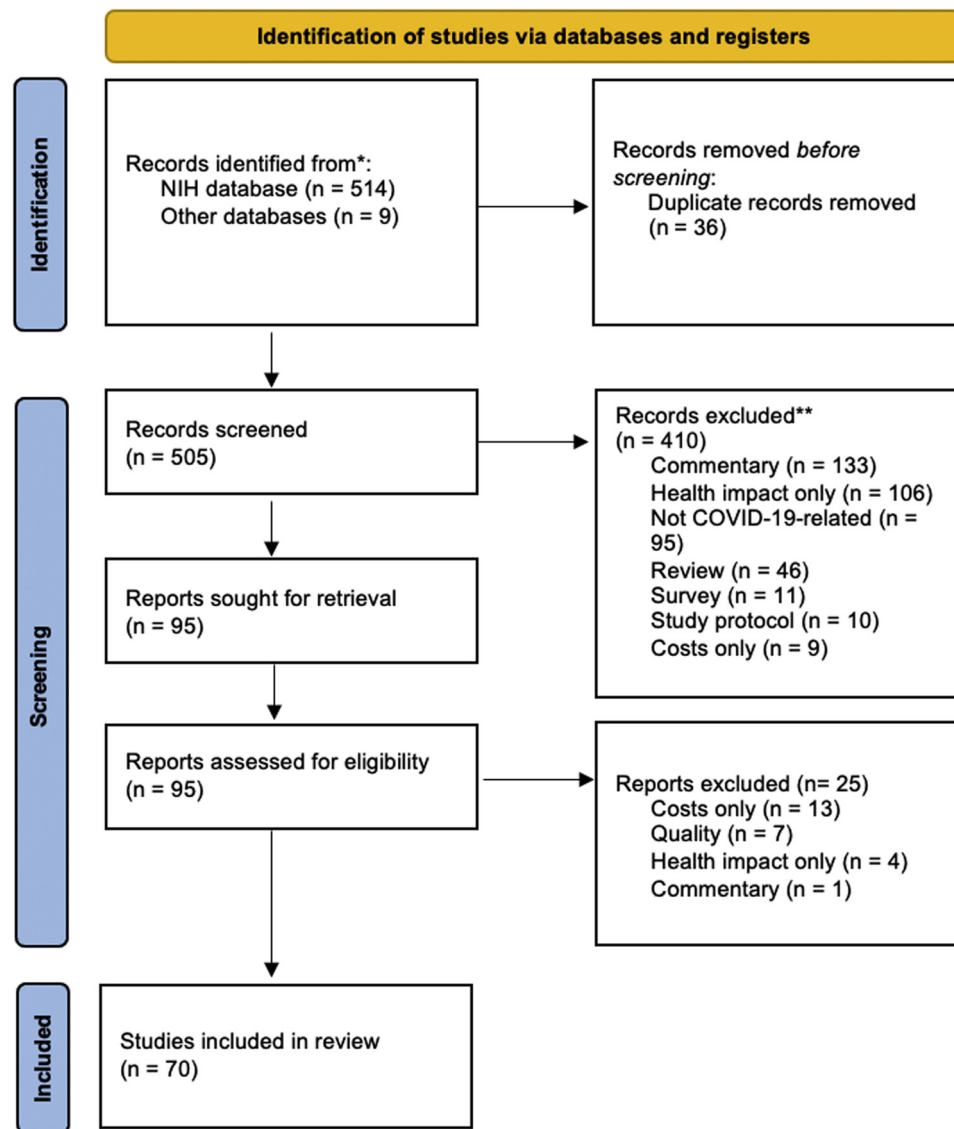 Identification of studies via databases and registers
Identification
Records identified from*:
NIH database (n = 514)
Other databases (n = 9)
Records removed before
screening:
Duplicate records removed
(n = 36)
Screening
Records screened
(n = 505)
Records excluded**
(n = 410)
Commentary (n = 133)
Health impact only (n = 106)
Not COVID-19-related (n =
95)
Review (n = 46)
Survey (n = 11)
Study protocol (n = 10)
Costs only (n = 9)
Reports sought for retrieval
(n = 95)
Reports assessed for eligibility
(n = 95)
Reports excluded (n= 25)
Costs only (n = 13)
Quality (n = 7)
Health impact only (n = 4)
Commentary (n = 1)
Included
Studies included in review
(n = 70)